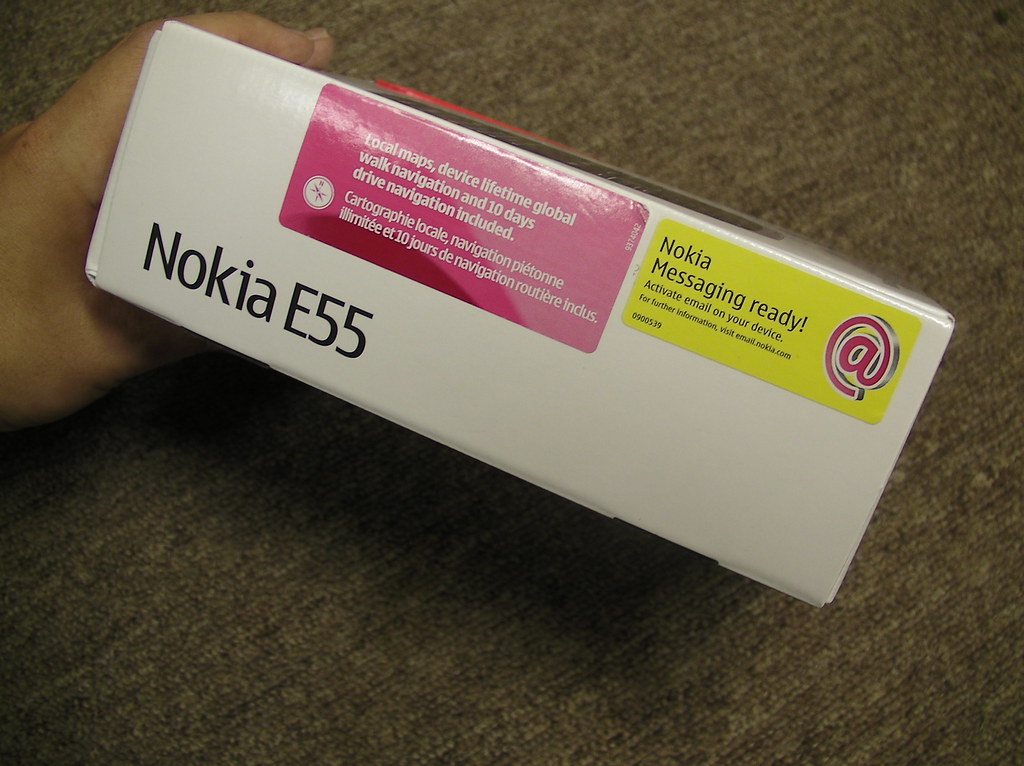 Nokia E55
Local maps, device lifetime global
walk navigation and 10 days
drive navigation included.
Cartographie locale, navigation piétonne
illimitée et 10 jours de navigation routière inclus.
Nokia
Messaging ready!
Activate email on your device.
For further information, visit email.nokia.com
0900539
@